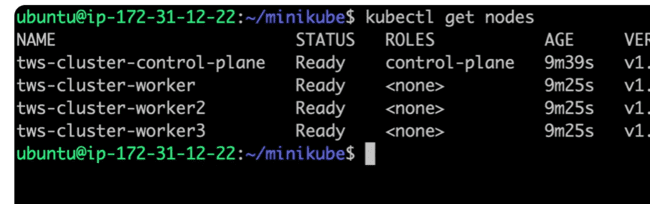 ubuntu@ip-172-31-12-22:~/minikube$ kubectl get nodes
NAME STATUS ROLES AGE VER
tws-cluster-control-plane Ready control-plane 9m39s v1.
tws-cluster-worker Ready <none> 9m25s v1.
tws-cluster-worker2 Ready <none> 9m25s v1.
tws-cluster-worker3 Ready <none> 9m25s v1.
ubuntu@ip-172-31-12-22:~/minikube$